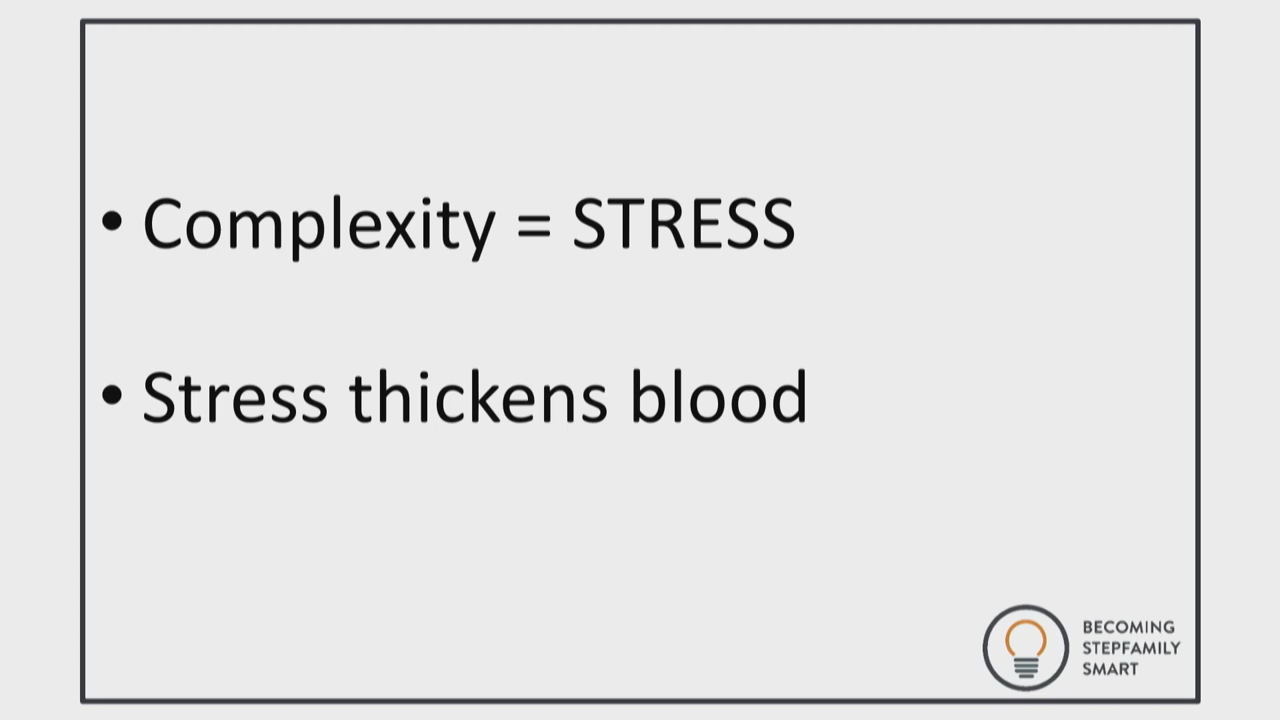 • Complexity = STRESS
• Stress thickens blood
BECOMING
STEPFAMILY
SMART